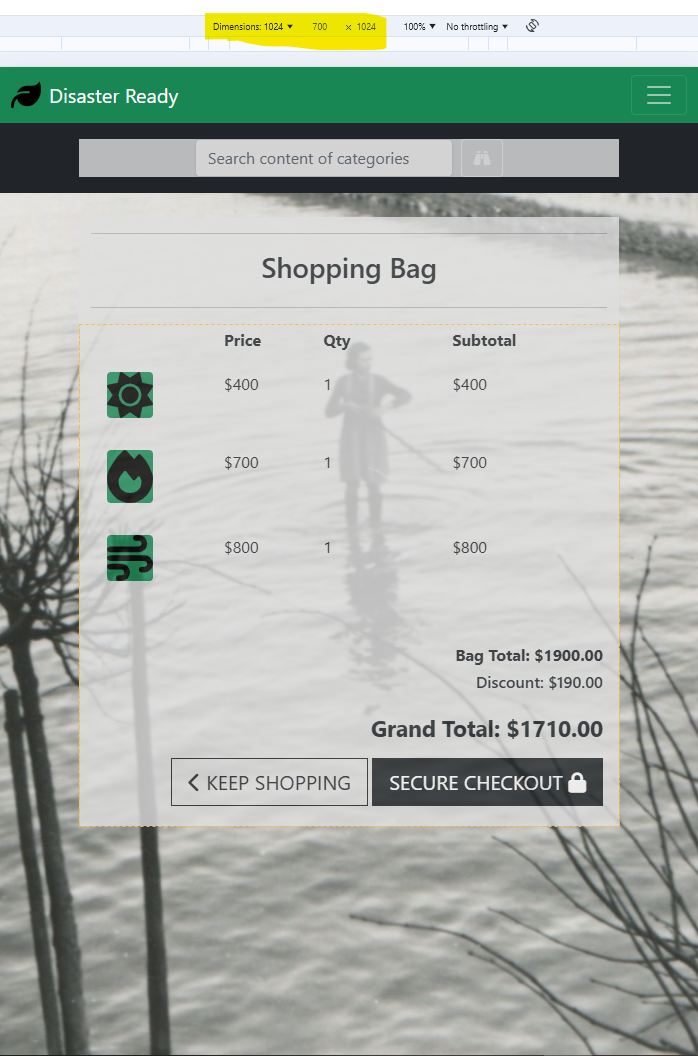 Dimensions: 1024 ▼ 700 × 1024 100% ▼ No throttling ▼
Disaster Ready
Search content of categories
Shopping Bag
Price Qty Subtotal
$400 1 $400
$700 1 $700
$800 1 $800
Bag Total: $1900.00
Discount: $190.00
Grand Total: $1710.00
KEEP SHOPPING SECURE CHECKOUT